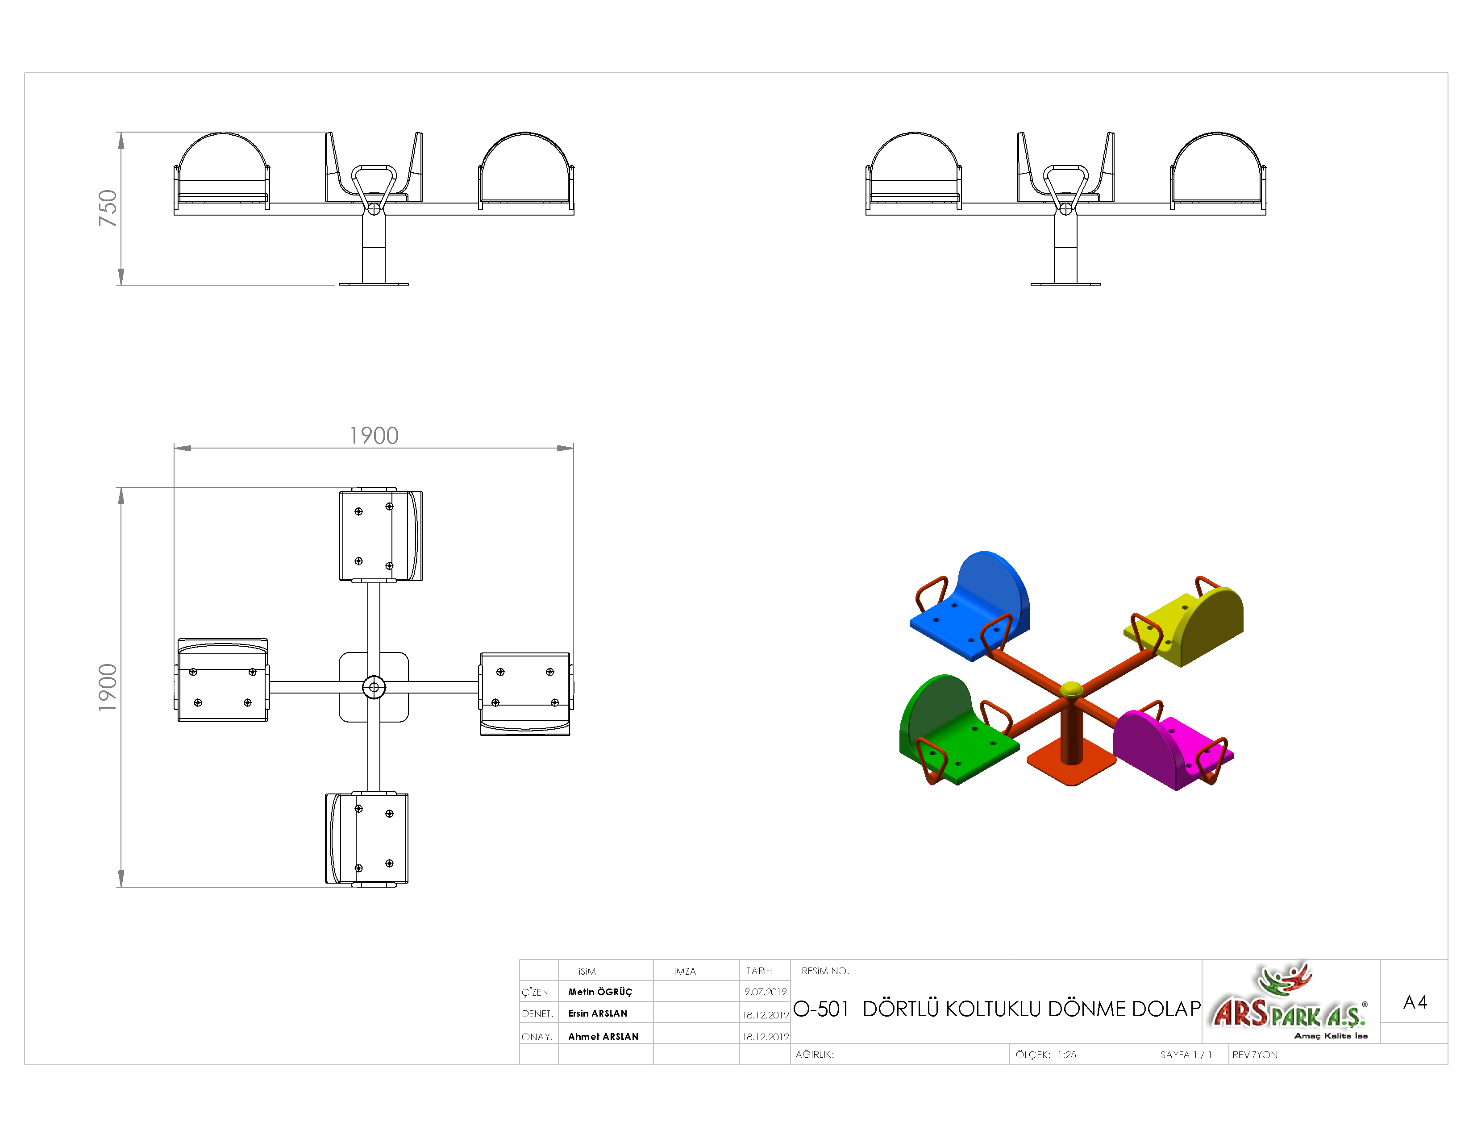 750
1900
1900
İSİM
İMZA
TARİH
RESİM NO.
ÇİZEN.
Metin ÖGRÜÇ
9.07.2019
DENET.
Ersin ARSLAN
18.12.2019
ONAY.
Ahmet ARSLAN
18.12.2019
O-501 DÖRTLÜ KOLTUKLU DÖNME DOLAP
ARSPARK A.Ş.®
Amaç Kalite İse
A4
AĞIRLIK:
ÖLÇEK: 1:25
SAYFA 1 / 1
REVİZYON